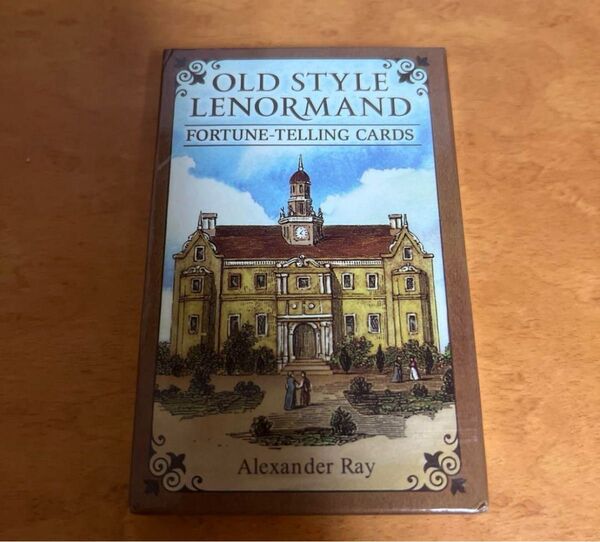 OLD STYLE
LENORMAND
FORTUNE-TELLING CARDS
Alexander Ray